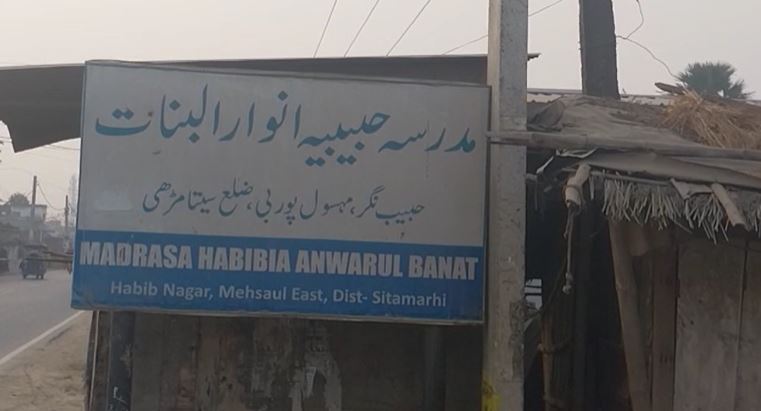 مدرسہ حبیبیہ انوار البنات
حبیب نگر، مہسول پوربی، ضلع سیتامڑھی
MADRASA HABIBIA ANWARUL BANAT
Habib Nagar, Mehsaul East, Dist- Sitamarhi